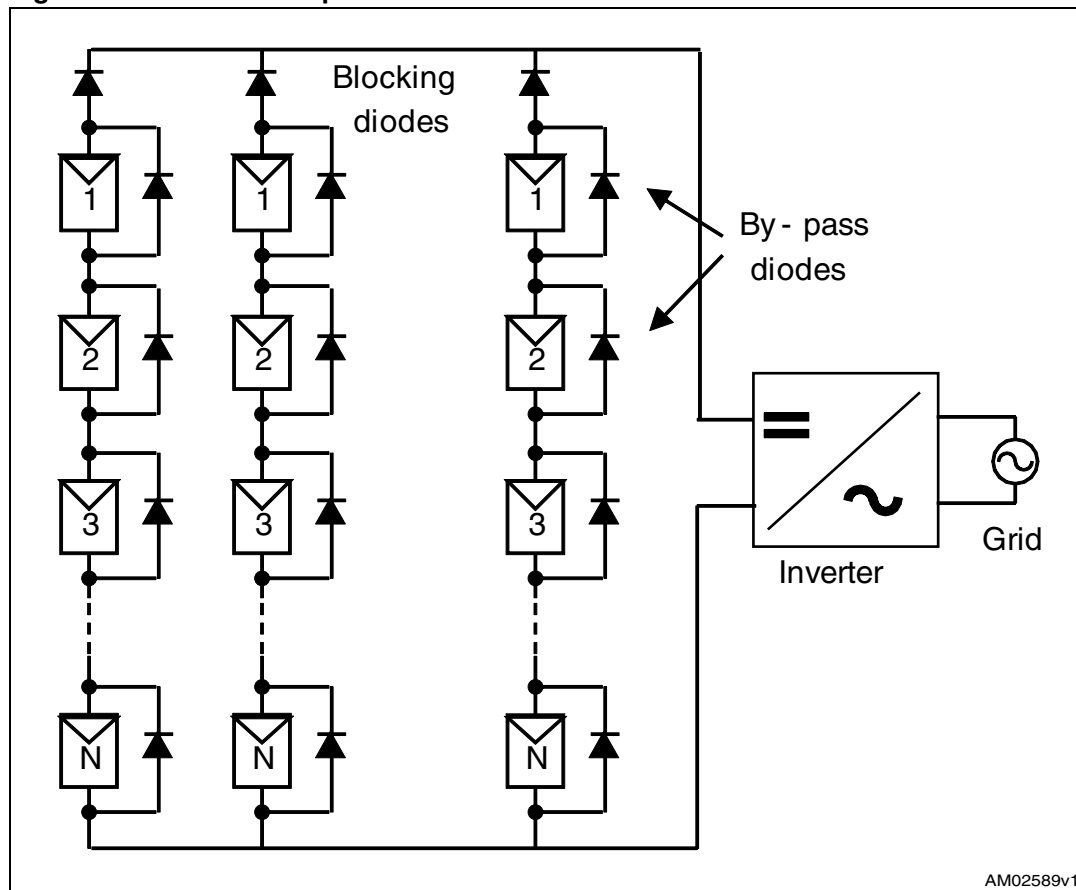 Blocking
diodes
1 1 1
By - pass
diodes
2 2 2
3 3 3
Grid
Inverter
N N N
AM02589v1